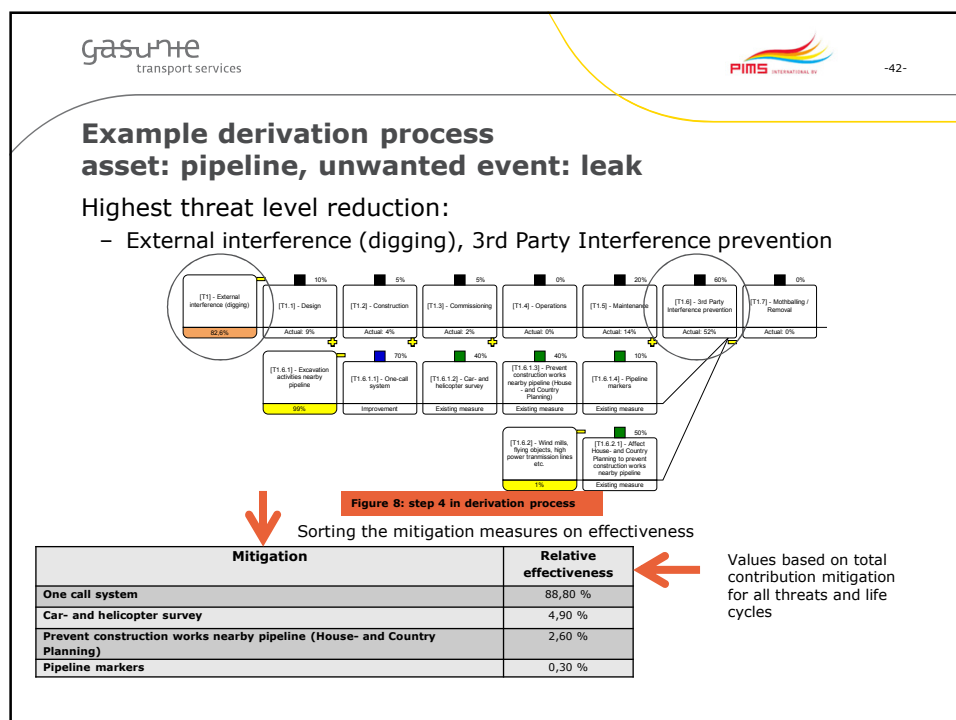 gasunie
transport services
PIMS INTERNATIONAL BV
-42-
Example derivation process
asset: pipeline, unwanted event: leak
Highest threat level reduction:
– External interference (digging), 3rd Party Interference prevention
10%
5%
5%
0%
20%
60%
0%
[T1] - External
interference (digging)
82,6%
[T1.1] - Design
Actual: 9%
[T1.2] - Construction
Actual: 4%
[T1.3] - Commissioning
Actual: 2%
[T1.4] - Operations
Actual: 0%
[T1.5] - Maintenance
Actual: 14%
[T1.6] - 3rd Party
Interference prevention
Actual: 52%
[T1.7] - Mothballing /
Removal
Actual: 0%
70%
40%
40%
10%
[T1.6.1] - Excavation
activities nearby
pipeline
99%
[T1.6.1.1] - One-call
system
Improvement
[T1.6.1.2] - Car- and
helicopter survey
Existing measure
[T1.6.1.3] - Prevent
construction works
nearby pipeline (House
- and Country
Planning)
Existing measure
[T1.6.1.4] - Pipeline
markers
Existing measure
50%
[T1.6.2] - Wind mills,
flying objects, high
power tranmission lines
etc.
1%
[T1.6.2.1] - Affect
House- and Country
Planning to prevent
construction works
nearby pipeline
Existing measure
Figure 8: step 4 in derivation process
Sorting the mitigation measures on effectiveness
Mitigation
Relative
effectiveness
One call system
88,80 %
Car- and helicopter survey
4,90 %
Prevent construction works nearby pipeline (House- and Country
Planning)
2,60 %
Pipeline markers
0,30 %
Values based on total
contribution mitigation
for all threats and life
cycles